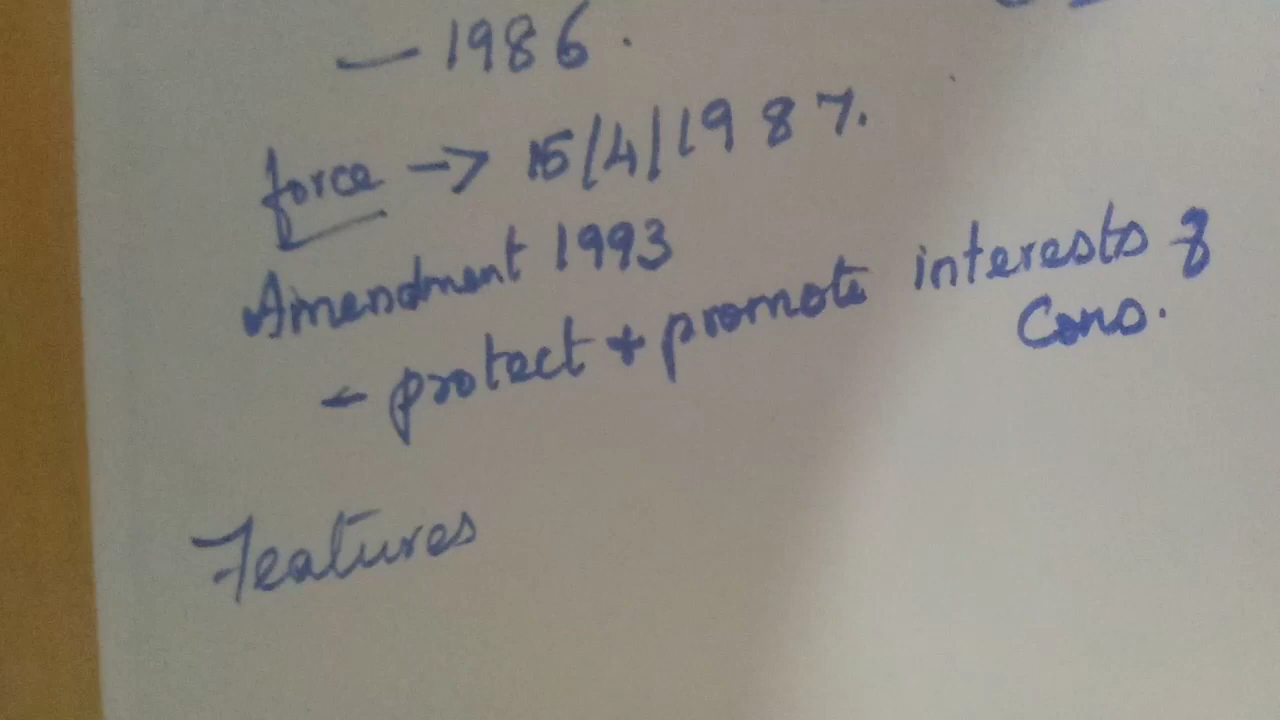 — 1986.
force -> 15/4/1987.
Amendment 1993
- protect + promote interests of
Cons.
Features